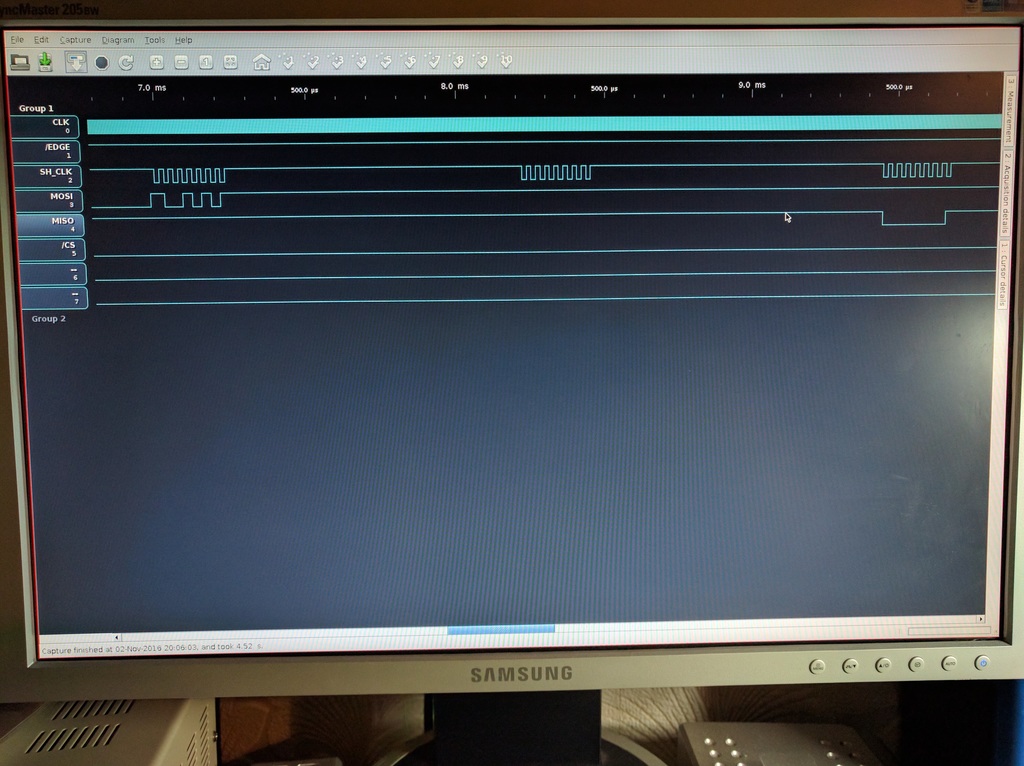 SyncMaster 205BW
File Edit Capture Diagram Tools Help
7.0 ms 500.0 µs 8.0 ms 500.0 µs 9.0 ms 500.0 µs
Group 1
CLK
0
/EDGE
1
SH_CLK
2
MOSI
3
MISO
4
/CS
5
--
6
--
7
Group 2
3: Measurement
2: Acquisition details
1: Cursor details
Capture finished at 02-Nov-2016 20:06:03, and took 4.52 s.
SAMSUNG
MENU
AUTO